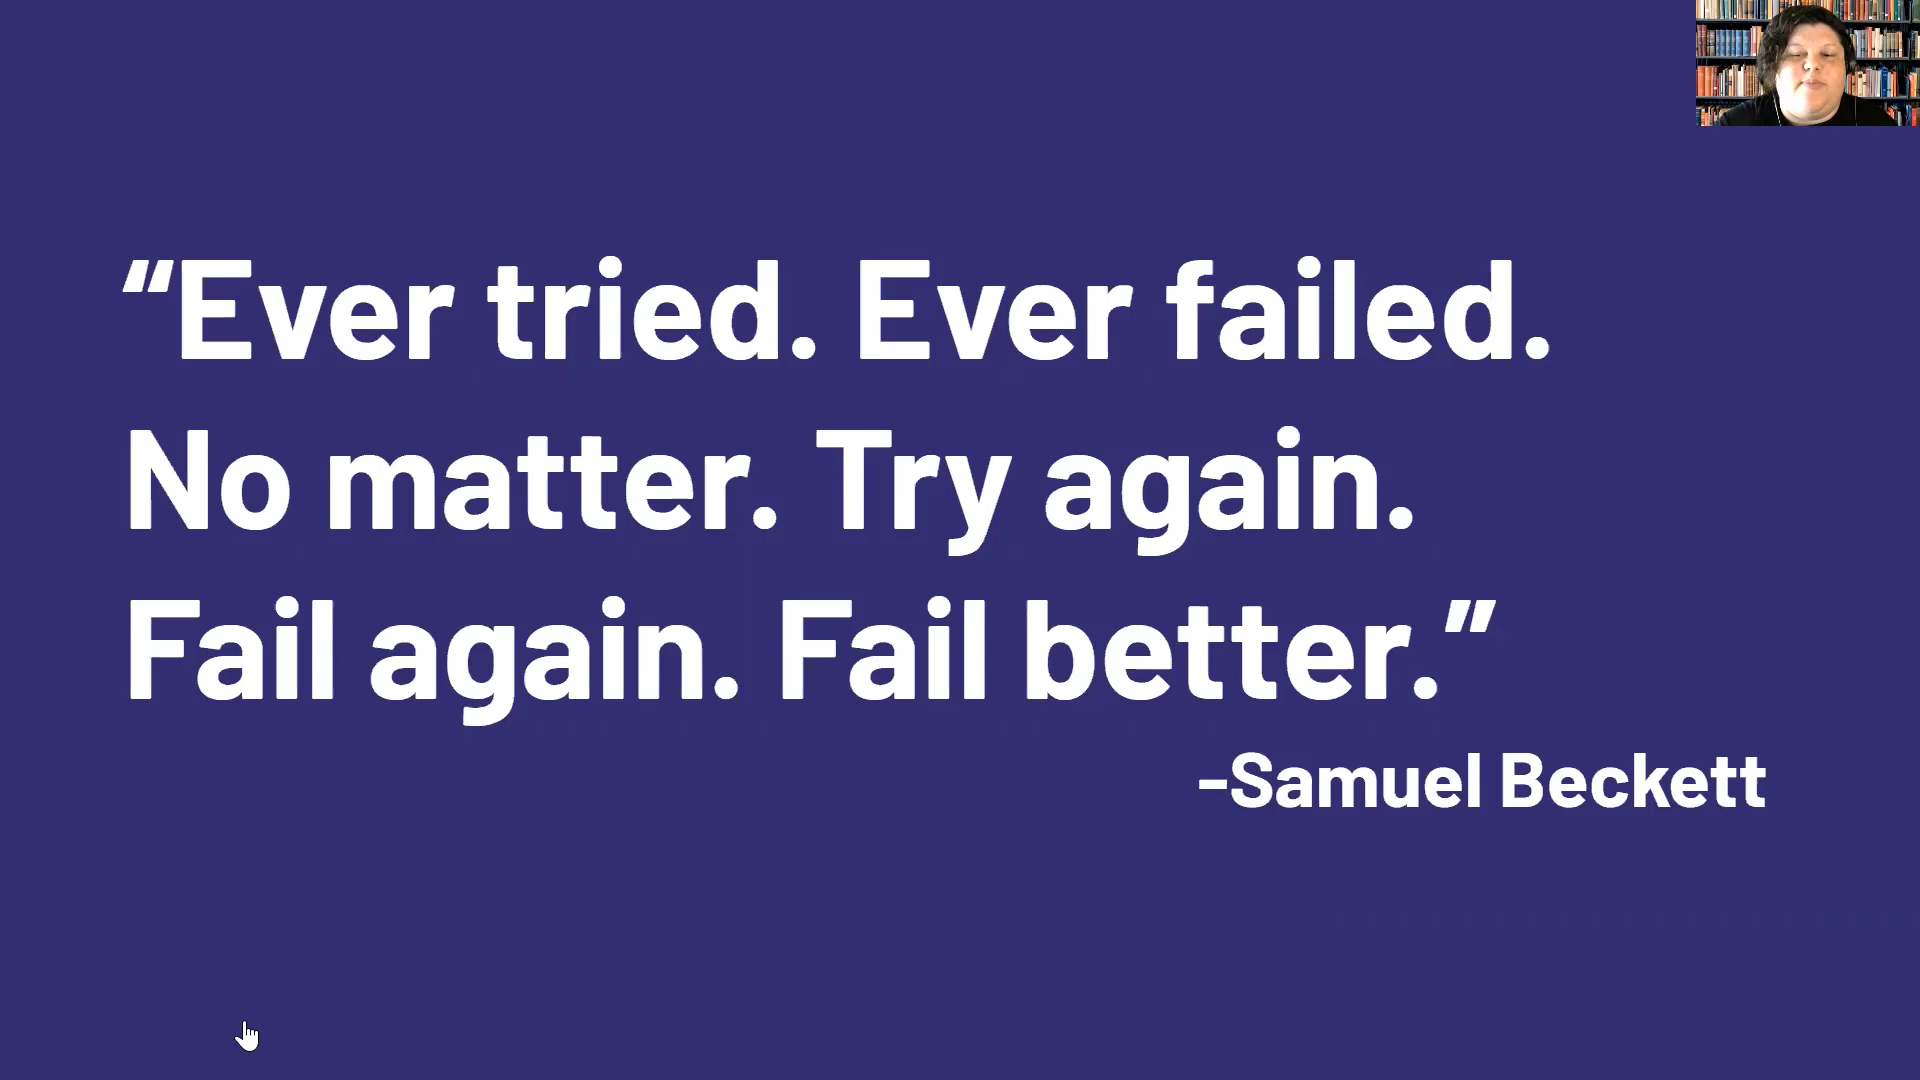 “Ever tried. Ever failed.
No matter. Try again.
Fail again. Fail better.”
-Samuel Beckett